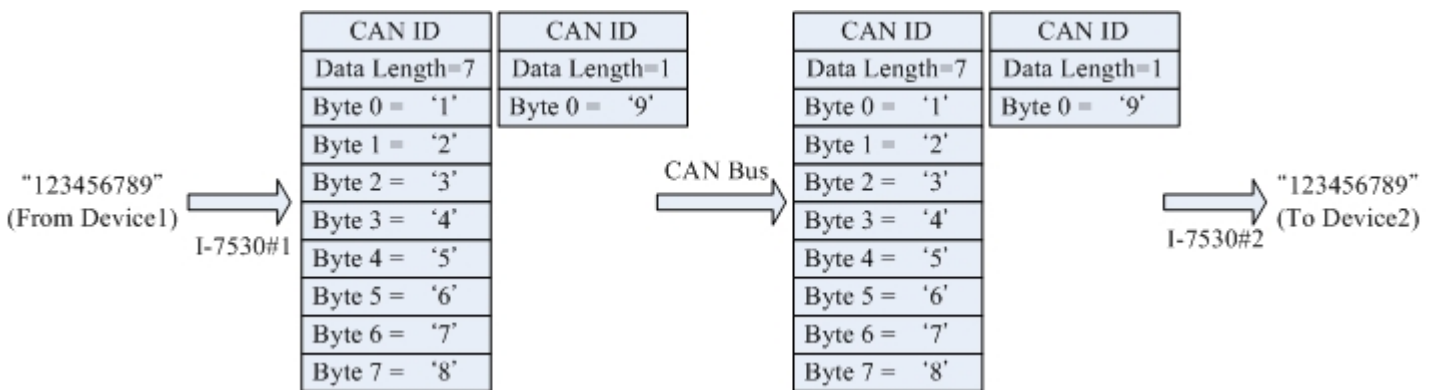 "123456789"
(From Device1)
I-7530#1
CAN ID
Data Length=7
Byte 0 = '1'
Byte 1 = '2'
Byte 2 = '3'
Byte 3 = '4'
Byte 4 = '5'
Byte 5 = '6'
Byte 6 = '7'
Byte 7 = '8'
CAN ID
Data Length=1
Byte 0 = '9'
CAN Bus
CAN ID
Data Length=7
Byte 0 = '1'
Byte 1 = '2'
Byte 2 = '3'
Byte 3 = '4'
Byte 4 = '5'
Byte 5 = '6'
Byte 6 = '7'
Byte 7 = '8'
CAN ID
Data Length=1
Byte 0 = '9'
I-7530#2
"123456789"
(To Device2)